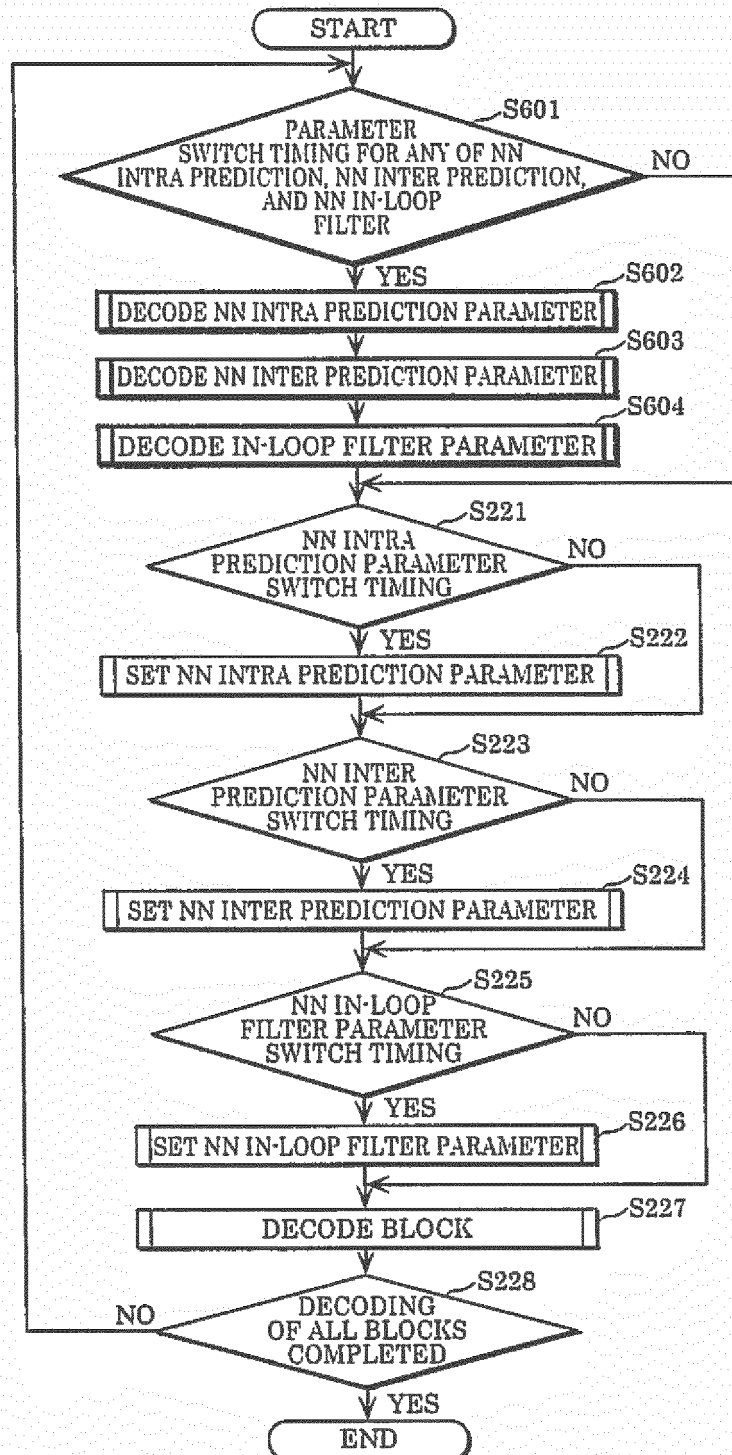 START
S601
PARAMETER
SWITCH TIMING FOR ANY OF NN
INTRA PREDICTION, NN INTER PREDICTION,
AND NN IN-LOOP
FILTER
NO
YES
S602
DECODE NN INTRA PREDICTION PARAMETER
S603
DECODE NN INTER PREDICTION PARAMETER
S604
DECODE IN-LOOP FILTER PARAMETER
S221
NN INTRA
PREDICTION PARAMETER
SWITCH TIMING
NO
YES
S222
SET NN INTRA PREDICTION PARAMETER
S223
NN INTER
PREDICTION PARAMETER
SWITCH TIMING
NO
YES
S224
SET NN INTER PREDICTION PARAMETER
S225
NN IN-LOOP
FILTER PARAMETER
SWITCH TIMING
NO
YES
S226
SET NN IN-LOOP FILTER PARAMETER
S227
DECODE BLOCK
S228
NO
DECODING
OF ALL BLOCKS
COMPLETED
YES
END